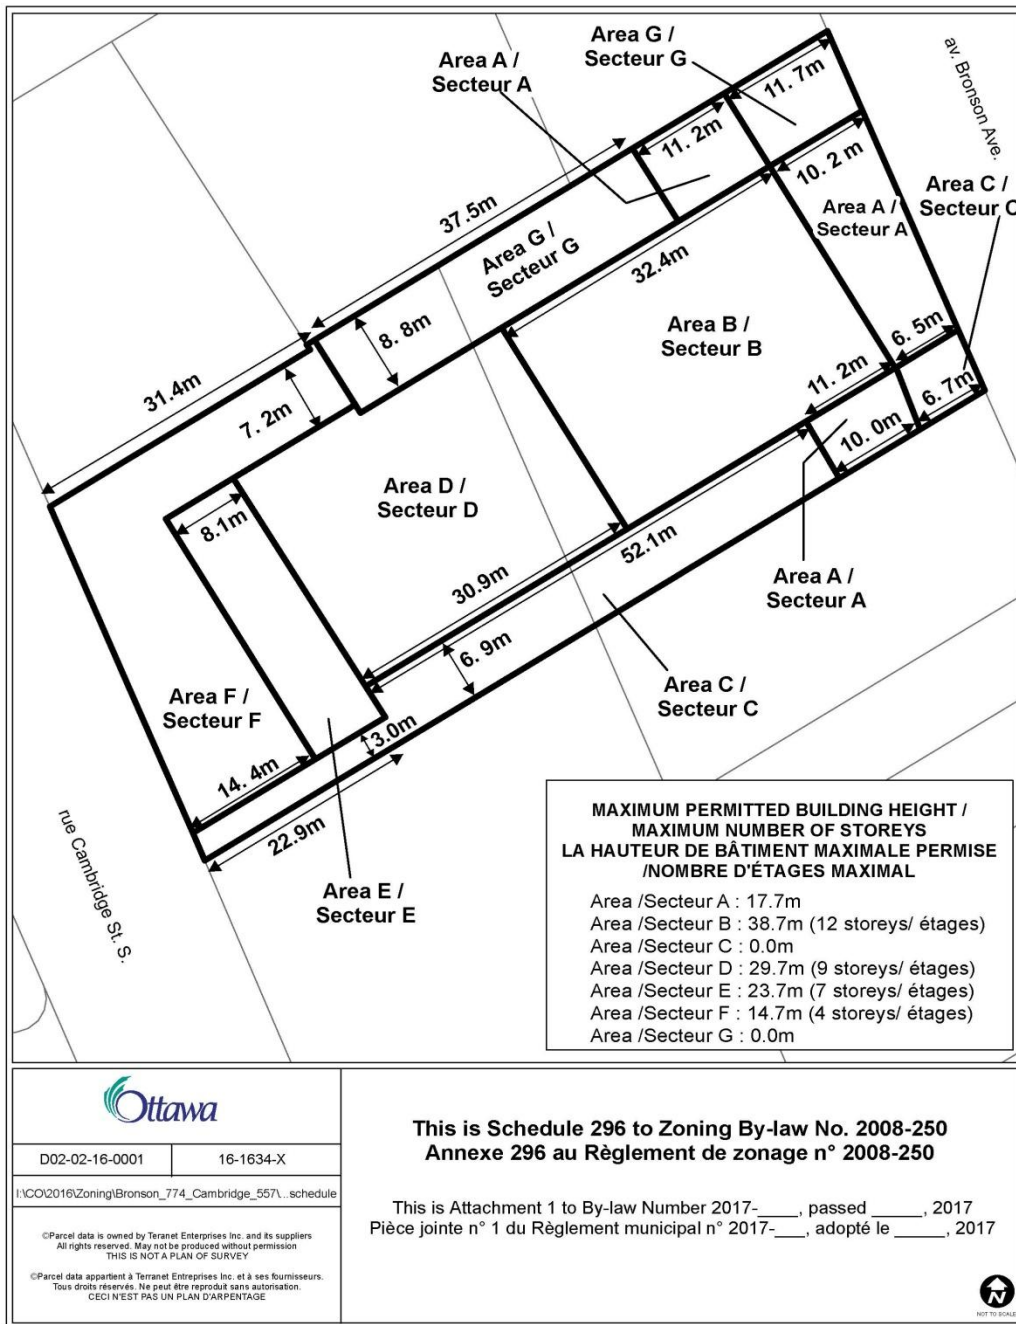 Area G /
Secteur G
Area A /
Secteur A
av. Bronson Ave.
11.7m
11.2m
10.2 m
Area C /
Secteur C
Area A /
Secteur A
37.5m
Area G /
Secteur G
32.4m
8.8m
Area B /
Secteur B
6.5m
31.4m
7.2m
11.2m
6.7m
10.0m
Area D /
Secteur D
8.1m
52.1m
30.9m
Area A /
Secteur A
6.9m
Area C /
Secteur C
Area F /
Secteur F
3.0m
14.4m
22.9m
rue Cambridge St. S.
Area E /
Secteur E
MAXIMUM PERMITTED BUILDING HEIGHT /
MAXIMUM NUMBER OF STOREYS
LA HAUTEUR DE BÂTIMENT MAXIMALE PERMISE
/NOMBRE D'ÉTAGES MAXIMAL
Area /Secteur A : 17.7m
Area /Secteur B : 38.7m (12 storeys/ étages)
Area /Secteur C : 0.0m
Area /Secteur D : 29.7m (9 storeys/ étages)
Area /Secteur E : 23.7m (7 storeys/ étages)
Area /Secteur F : 14.7m (4 storeys/ étages)
Area /Secteur G : 0.0m
Ottawa
D02-02-16-0001
16-1634-X
I:\CO\2016\Zoning\Bronson_774_Cambridge_557\...schedule
©Parcel data is owned by Teranet Enterprises Inc. and its suppliers
All rights reserved. May not be produced without permission
THIS IS NOT A PLAN OF SURVEY
©Parcel data appartient à Terranet Entreprises Inc. et à ses fournisseurs.
Tous droits réservés. Ne peut être reproduit sans autorisation.
CECI N'EST PAS UN PLAN D'ARPENTAGE
This is Schedule 296 to Zoning By-law No. 2008-250
Annexe 296 au Règlement de zonage n° 2008-250
This is Attachment 1 to By-law Number 2017-____, passed _____, 2017
Pièce jointe n° 1 du Règlement municipal n° 2017-___, adopté le _____, 2017
N
NOT TO SCALE